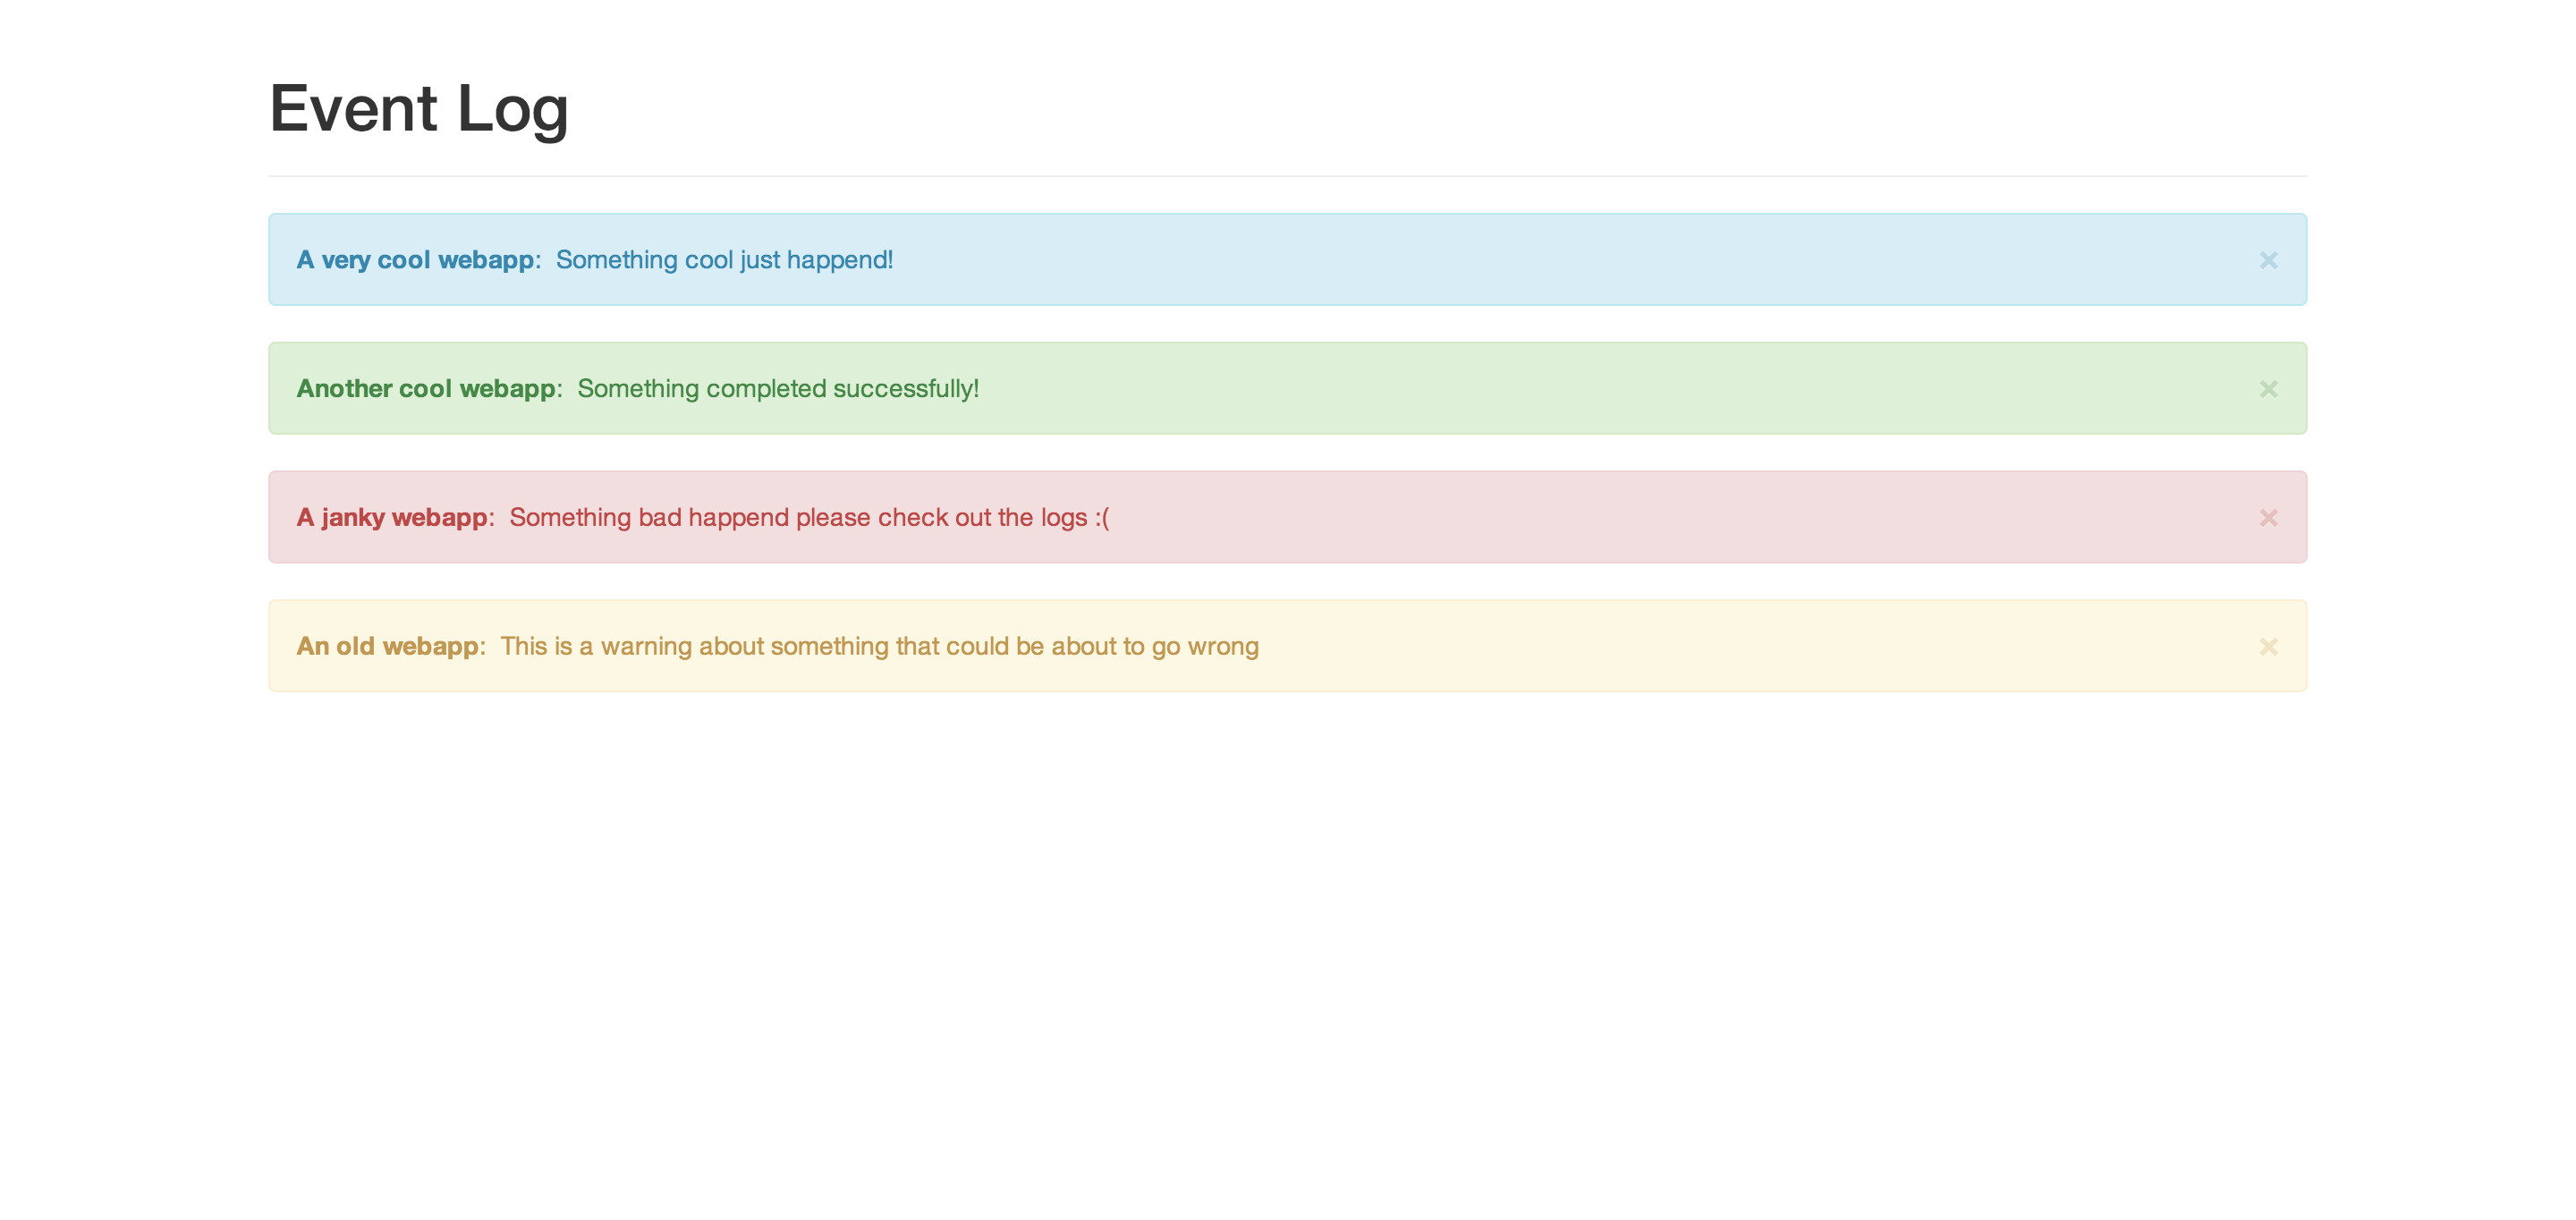 Event Log
A very cool webapp: Something cool just happend! ×
Another cool webapp: Something completed successfully! ×
A janky webapp: Something bad happend please check out the logs :( ×
An old webapp: This is a warning about something that could be about to go wrong ×